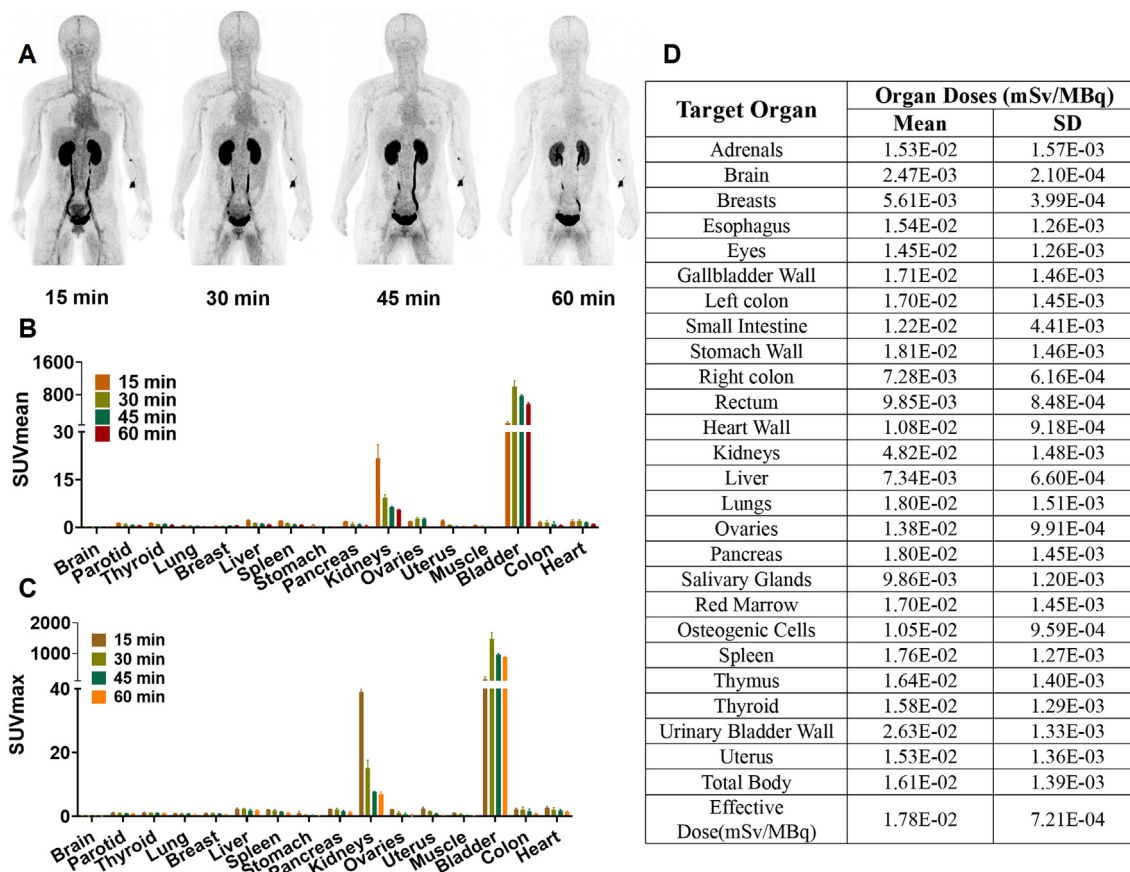 A
15 min 30 min 45 min 60 min
B
SUVmean
1600
800
30
15
0
15 min
30 min
45 min
60 min
Brain Parotid Thyroid Lung Breast Liver Spleen Stomach Pancreas Kidneys Ovaries Uterus Muscle Bladder Colon Heart
C
SUVmax
2000
1000
40
20
0
15 min
30 min
45 min
60 min
Brain Parotid Thyroid Lung Breast Liver Spleen Stomach Pancreas Kidneys Ovaries Uterus Muscle Bladder Colon Heart
D
Target Organ Organ Doses (mSv/MBq)
Mean SD
Adrenals 1.53E-02 1.57E-03
Brain 2.47E-03 2.10E-04
Breasts 5.61E-03 3.99E-04
Esophagus 1.54E-02 1.26E-03
Eyes 1.45E-02 1.26E-03
Gallbladder Wall 1.71E-02 1.46E-03
Left colon 1.70E-02 1.45E-03
Small Intestine 1.22E-02 4.41E-03
Stomach Wall 1.81E-02 1.46E-03
Right colon 7.28E-03 6.16E-04
Rectum 9.85E-03 8.48E-04
Heart Wall 1.08E-02 9.18E-04
Kidneys 4.82E-02 1.48E-03
Liver 7.34E-03 6.60E-04
Lungs 1.80E-02 1.51E-03
Ovaries 1.38E-02 9.91E-04
Pancreas 1.80E-02 1.45E-03
Salivary Glands 9.86E-03 1.20E-03
Red Marrow 1.70E-02 1.45E-03
Osteogenic Cells 1.05E-02 9.59E-04
Spleen 1.76E-02 1.27E-03
Thymus 1.64E-02 1.40E-03
Thyroid 1.58E-02 1.29E-03
Urinary Bladder Wall 2.63E-02 1.33E-03
Uterus 1.53E-02 1.36E-03
Total Body 1.61E-02 1.39E-03
Effective
Dose(mSv/MBq) 1.78E-02 7.21E-04